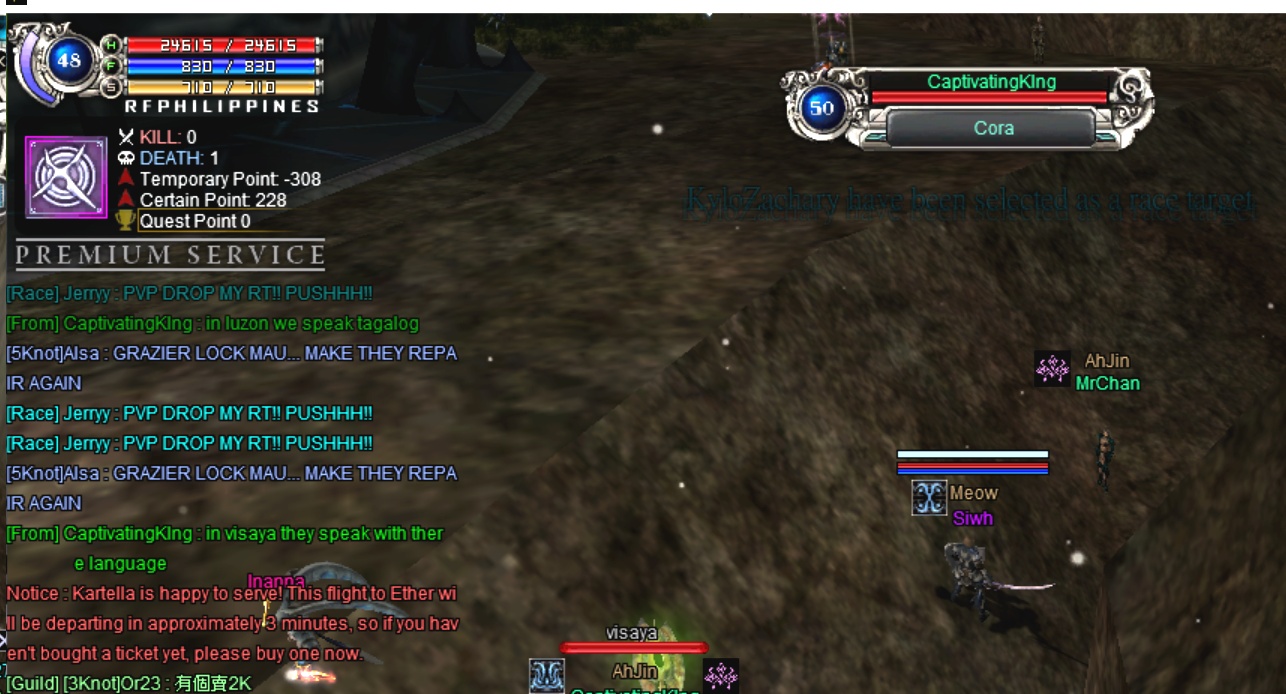 48
H
24615 / 24615
F
830 / 830
S
710 / 710
RFPHILIPPINES
KILL: 0
DEATH: 1
Temporary Point: -308
Certain Point: 228
Quest Point 0
PREMIUM SERVICE
50
CaptivatingKIng
Cora
KyloZachary have been selected as a race target
[Race] Jerryy : PVP DROP MY RT!! PUSHHH!!
[From] CaptivatingKIng : in luzon we speak tagalog
[5Knot]Alsa : GRAZIER LOCK MAU... MAKE THEY REPA
IR AGAIN
[Race] Jerryy : PVP DROP MY RT!! PUSHHH!!
[Race] Jerryy : PVP DROP MY RT!! PUSHHH!!
[5Knot]Alsa : GRAZIER LOCK MAU... MAKE THEY REPA
IR AGAIN
[From] CaptivatingKIng : in visaya they speak with ther
e language
Notice : Kartella is happy to serve! This flight to Ether wi
ll be departing in approximately 3 minutes, so if you hav
en't bought a ticket yet, please buy one now.
[Guild] [3Knot]Or23 : 有個賣2K
Inanna
AhJin
MrChan
Meow
Siwh
visaya
AhJin
CaptivatingKIng